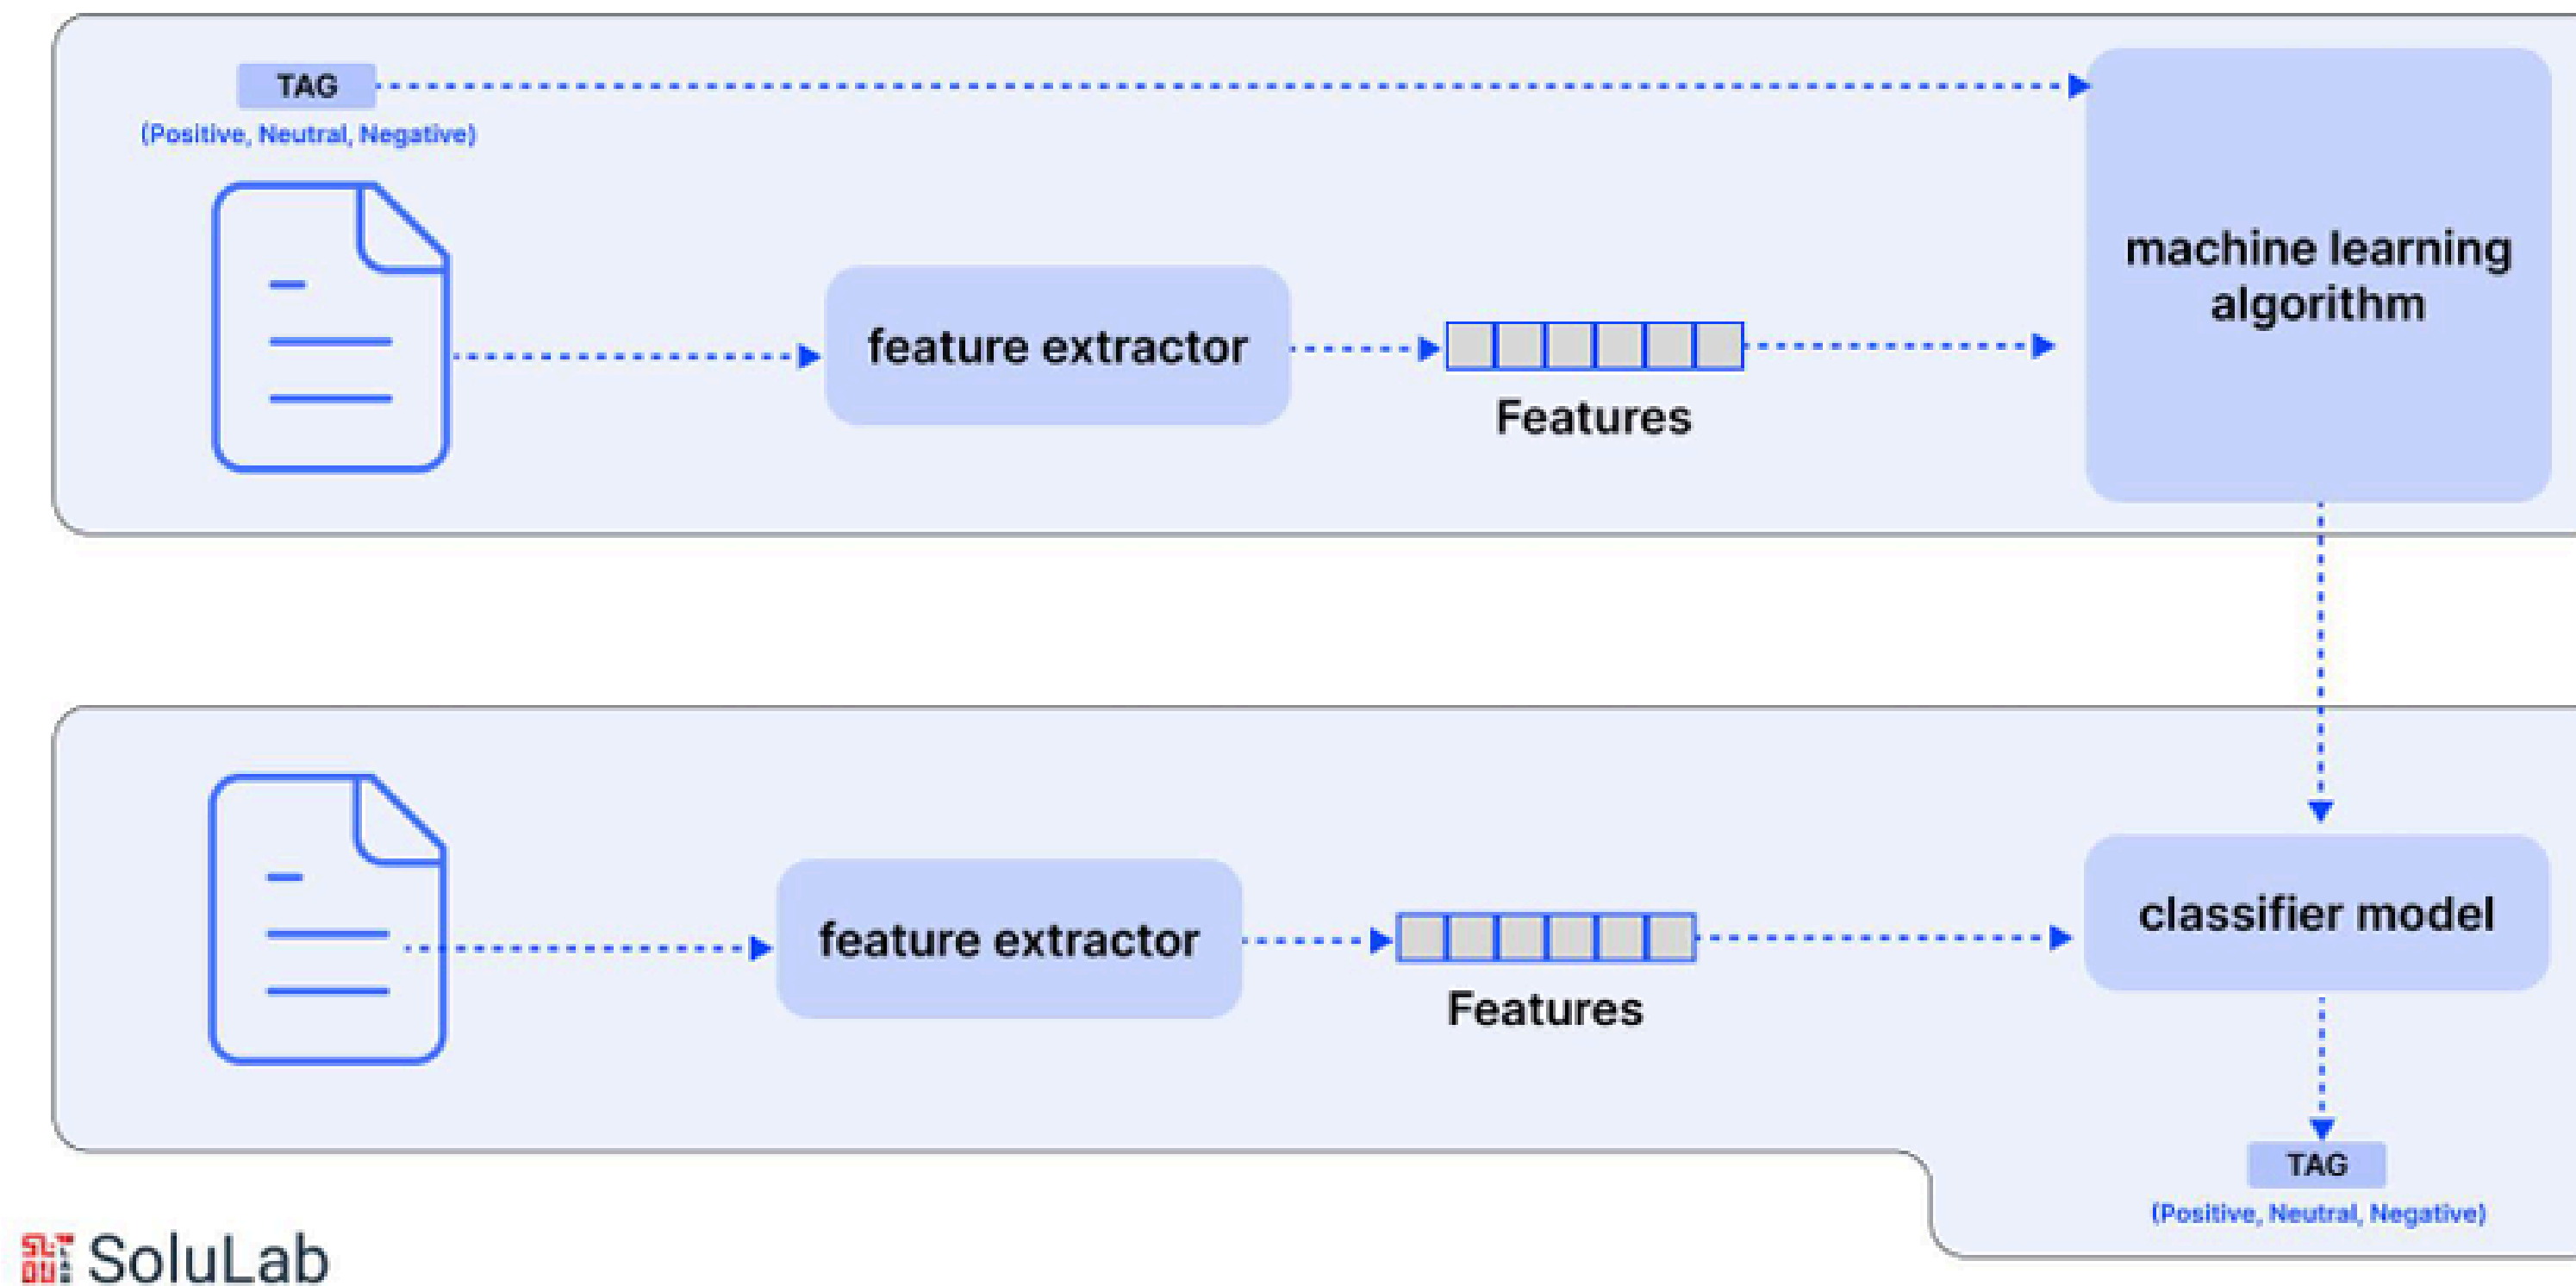 TAG
(Positive, Neutral, Negative)
machine learning
algorithm
feature extractor
Features
feature extractor
classifier model
Features
TAG
(Positive, Neutral, Negative)
SoluLab